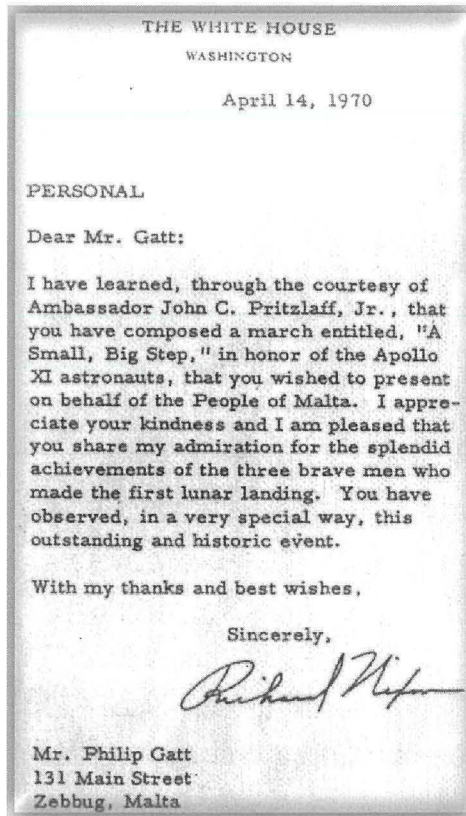 THE WHITE HOUSE
WASHINGTON
April 14, 1970
PERSONAL
Dear Mr. Gatt:
I have learned, through the courtesy of
Ambassador John C. Pritzlaff, Jr., that
you have composed a march entitled, "A
Small, Big Step," in honor of the Apollo
XI astronauts, that you wished to present
on behalf of the People of Malta. I appre-
ciate your kindness and I am pleased that
you share my admiration for the splendid
achievements of the three brave men who
made the first lunar landing. You have
observed, in a very special way, this
outstanding and historic event.
With my thanks and best wishes,
Sincerely,
Richard Nixon
Mr. Philip Gatt
131 Main Street
Zebbug, Malta